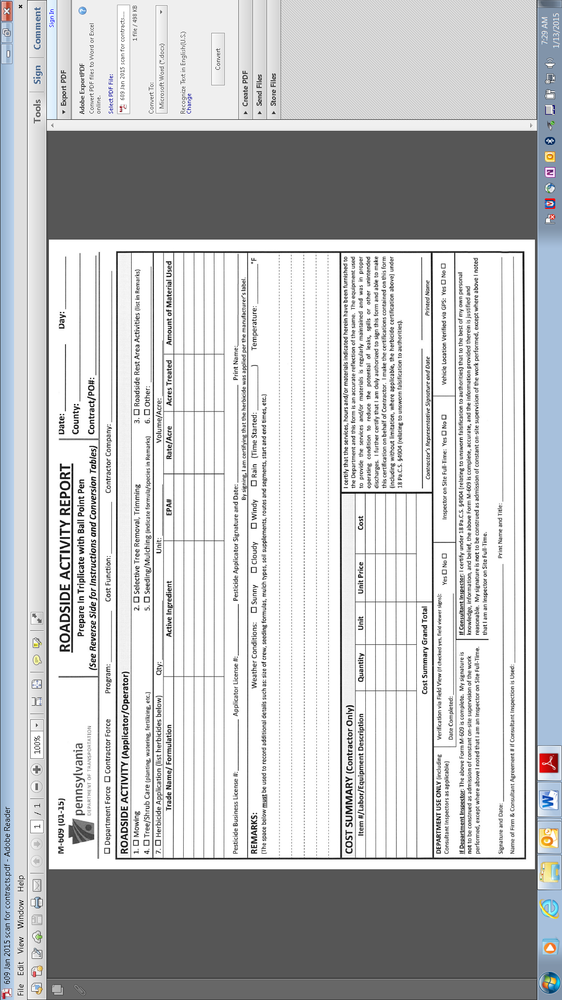 609 Jan 2015 scan for contracts.pdf - Adobe Reader
File Edit View Window Help
1 / 1 100%
Tools Sign Comment
M-609 (01-15)
pennsylvania
DEPARTMENT OF TRANSPORTATION
ROADSIDE ACTIVITY REPORT
Prepare In Triplicate with Ball Point Pen
(See Reverse Side for Instructions and Conversion Tables)
Date: Day:
County:
Contract/PO#:
☐ Department Force ☐ Contractor Force Program: Cost Function: Contractor Company:
ROADSIDE ACTIVITY (Applicator/Operator)
1. ☐ Mowing 2. ☐ Selective Tree Removal, Trimming 3. ☐ Roadside Rest Area Activities (list in Remarks)
4. ☐ Tree/Shrub Care (planting, watering, fertilizing, etc.) 5. ☐ Seeding/Mulching (indicate formula/species in Remarks) 6. ☐ Other:
7. ☐ Herbicide Application (list herbicides below) Qty: Unit: Volume/Acre:
Trade Name/ Formulation Active Ingredient EPA# Rate/Acre Acres Treated Amount of Material Used
Pesticide Business License #: Applicator License #: Pesticide Applicator Signature and Date: Print Name:
By signing, I am certifying that the herbicide was applied per the manufacturer's label.
REMARKS: Weather Conditions: ☐ Sunny ☐ Cloudy ☐ Windy ☐ Rain (Time Started: ) Temperature: °F
(The space below must be used to record additional details such as: size of crew, seeding formulas, mulch types, soil supplements, routes and segments, start and end times, etc.)
COST SUMMARY (Contractor Only)
Item #/Labor/Equipment Description Quantity Unit Unit Price Cost
Cost Summary Grand Total
I certify that the services, hours and/or materials indicated herein have been furnished to
the Department and this form is an accurate reflection of the same. The equipment used
to provide the services and/or materials is regularly maintained and was in proper
operating condition to reduce the potential of leaks, spills or other unintended
discharges. I further certify that I am duly authorized to sign this form and able to make
this certification on behalf of Contractor. I make the certifications contained on this form
(including without limitation, where applicable, the herbicide certification above) under
18 Pa.C.S. §4904 (relating to unsworn falsification to authorities).
Contractor's Representative Signature and Date Printed Name
DEPARTMENT USE ONLY (including
Consultant Inspectors as applicable)
Verification via Field View (If checked yes, field viewer signs): Yes ☐ No ☐
Date Completed:
Inspector on Site Full-Time: Yes ☐ No ☐
Vehicle Location Verified via GPS: Yes ☐ No ☐
If Department Inspector: The above Form M-609 is complete. My signature is
not to be construed as admission of constant on-site supervision of the work
performed, except where above I noted that I am an Inspector on Site Full-Time.
If Consultant Inspector: I certify under 18 Pa.C.S. §4904 (relating to unsworn falsification to authorities) that to the best of my own personal
knowledge, information, and belief, the above Form M-609 is complete, accurate, and the information provided therein is justified and
reasonable. My signature is not to be construed as admission of constant on-site supervision of the work performed, except where above I noted
that I am an Inspector on Site Full-Time.
Signature and Date: Print Name and Title:
Name of Firm & Consultant Agreement # if Consultant Inspection is Used:
Sign In
Export PDF
Adobe ExportPDF
Convert PDF files to Word or Excel
online.
Select PDF File:
609 Jan 2015 scan for contracts....
1 file / 498 KB
Convert To:
Microsoft Word (*.docx)
Recognize Text in English(U.S.)
Change
Convert
Create PDF
Send Files
Store Files
7:29 AM
1/13/2015